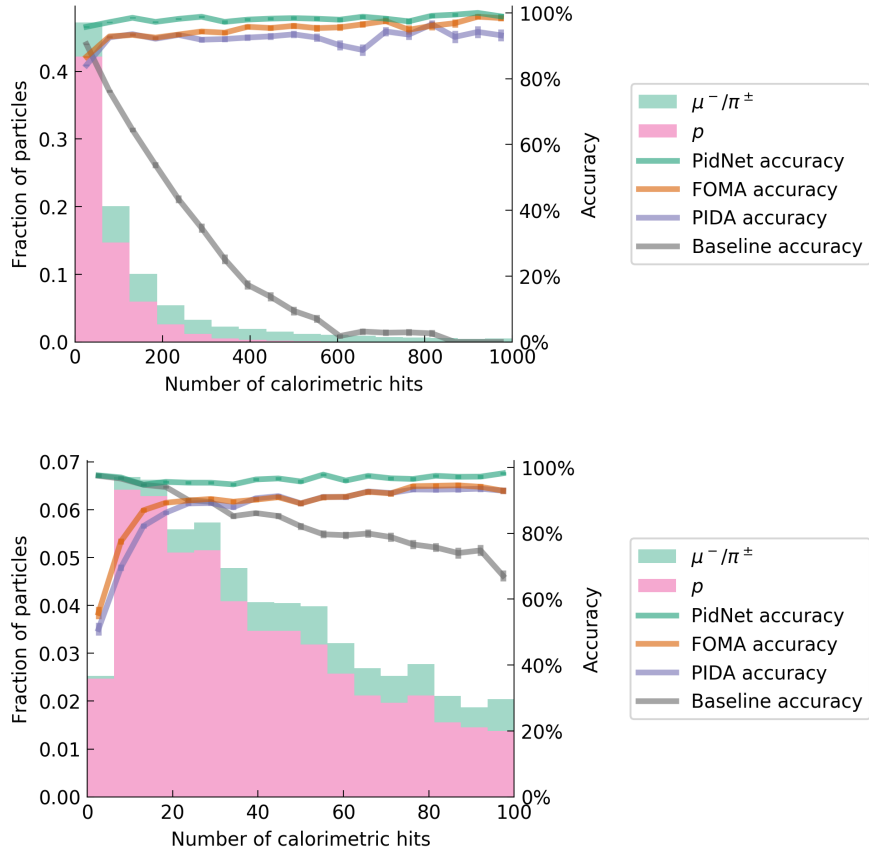 100%
0.4
80%
0.3
60%
0.2
40%
0.1
20%
0.0
0%
0 200 400 600 800 1000
Fraction of particles
Accuracy
Number of calorimetric hits
μ⁻/π±
p
PidNet accuracy
FOMA accuracy
PIDA accuracy
Baseline accuracy
0.07
100%
0.06
80%
0.05
0.04
60%
0.03
40%
0.02
20%
0.01
0.00
0%
0 20 40 60 80 100
Fraction of particles
Accuracy
Number of calorimetric hits
μ⁻/π±
p
PidNet accuracy
FOMA accuracy
PIDA accuracy
Baseline accuracy